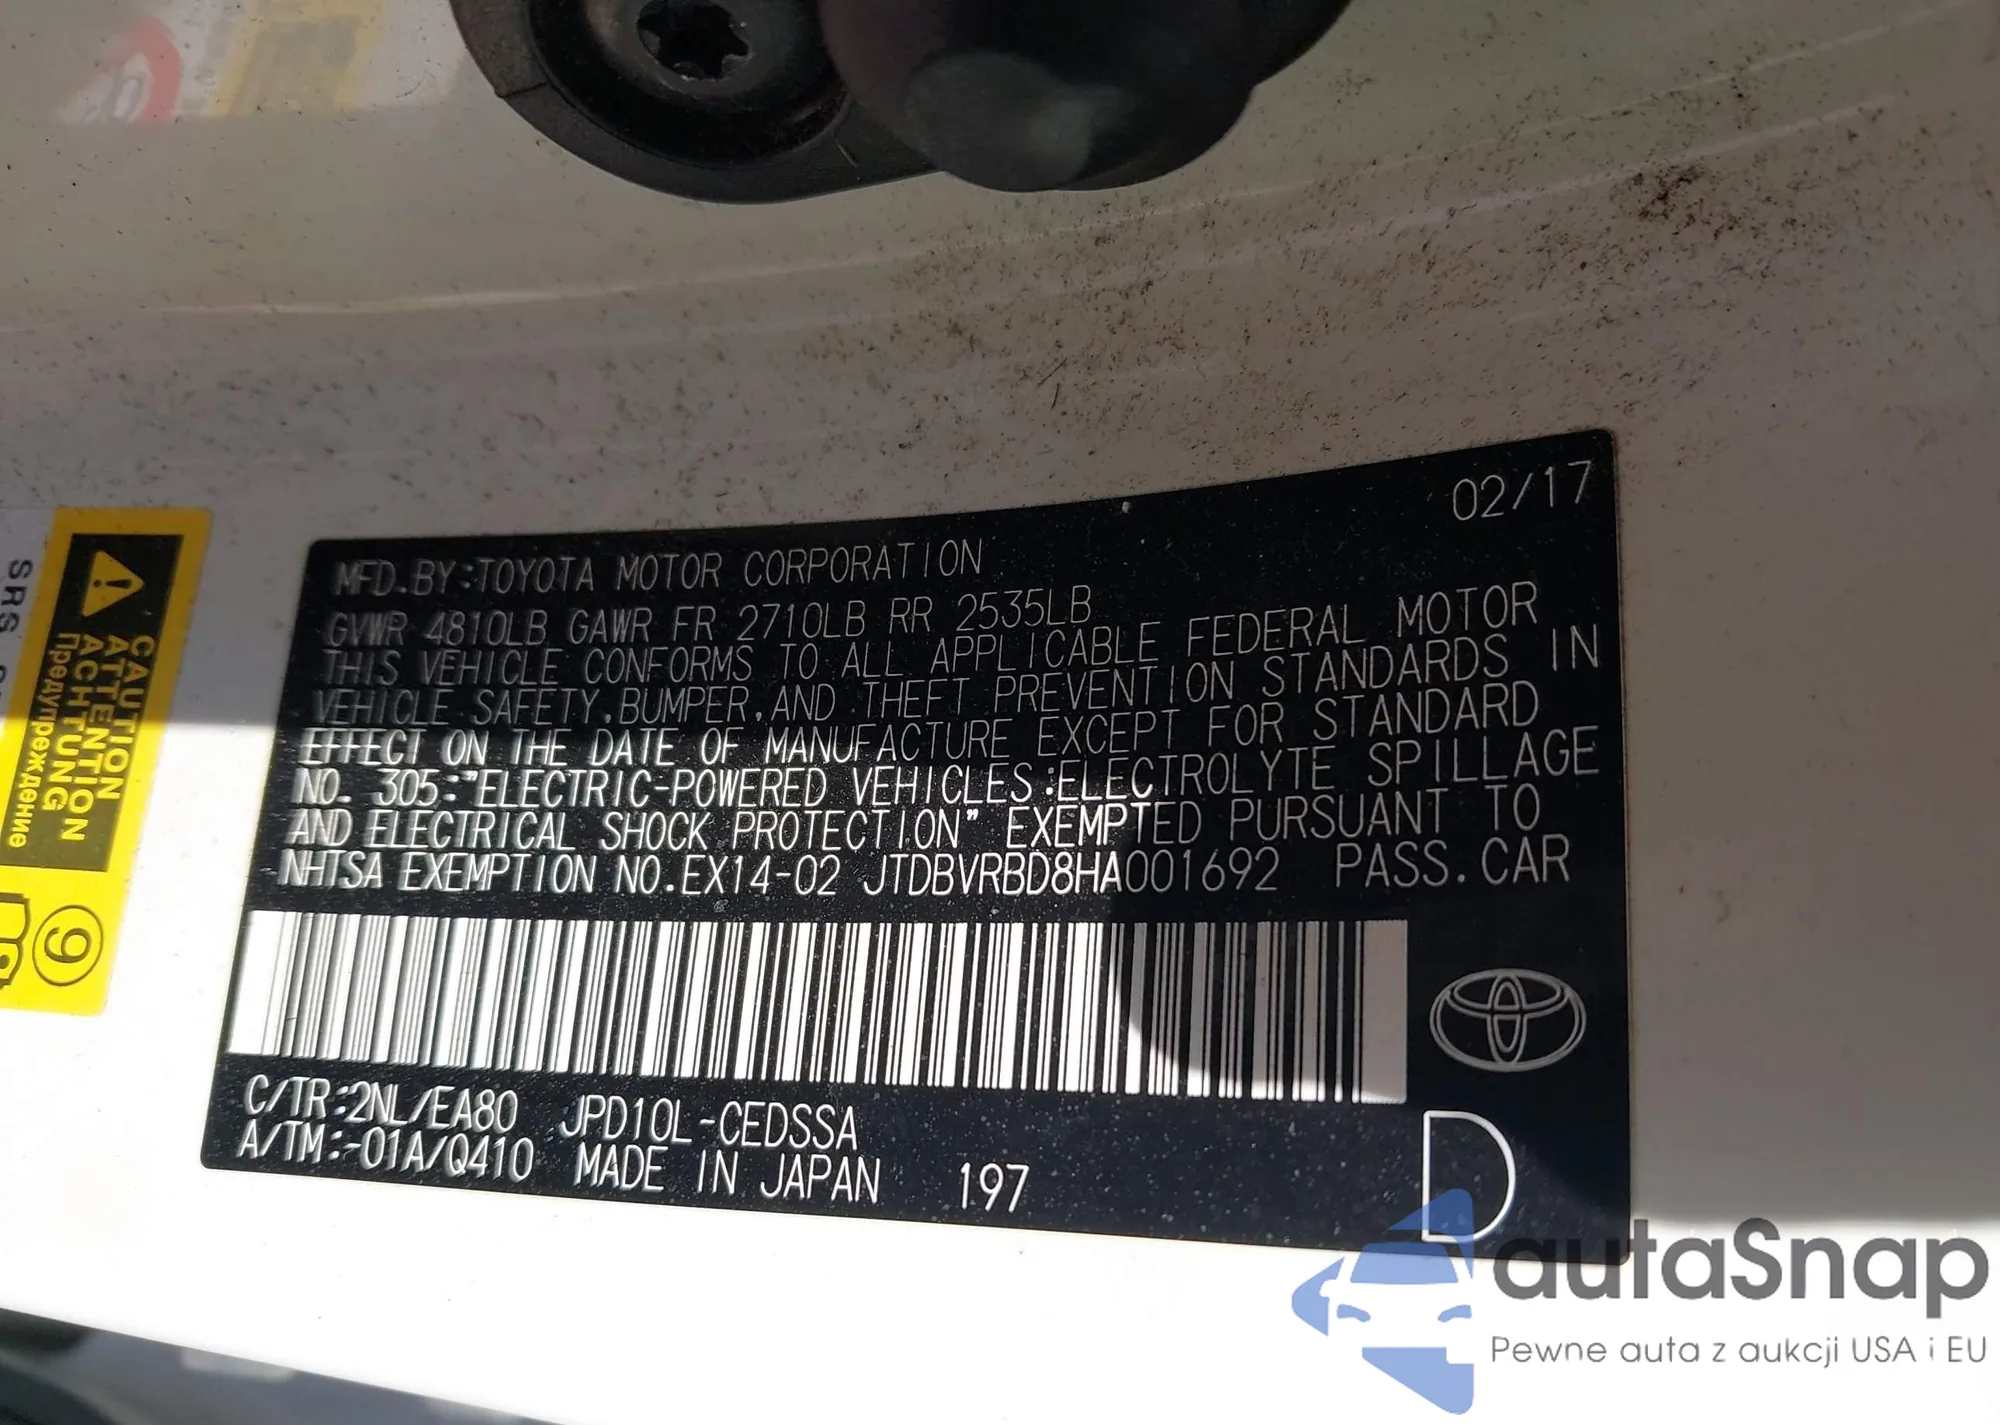 02/17
MFD.BY:TOYOTA MOTOR CORPORATION
GVWR 4810LB GAWR FR 2710LB RR 2535LB
THIS VEHICLE CONFORMS TO ALL APPLICABLE FEDERAL MOTOR
VEHICLE SAFETY,BUMPER,AND THEFT PREVENTION STANDARDS IN
EFFECT ON THE DATE OF MANUFACTURE EXCEPT FOR STANDARD
NO. 305:"ELECTRIC-POWERED VEHICLES:ELECTROLYTE SPILLAGE
AND ELECTRICAL SHOCK PROTECTION" EXEMPTED PURSUANT TO
NHTSA EXEMPTION NO.EX14-02 JTDBVRBD8HA001692 PASS.CAR
C/TR:2NL/EA80 JPD10L-CEDSSA
A/TM:-01A/Q410 MADE IN JAPAN 197
D
CAUTION
ATTENTION
ACHTUNG
Предупреждение
SRS
9
autaSnap
Pewne auta z aukcji USA i EU